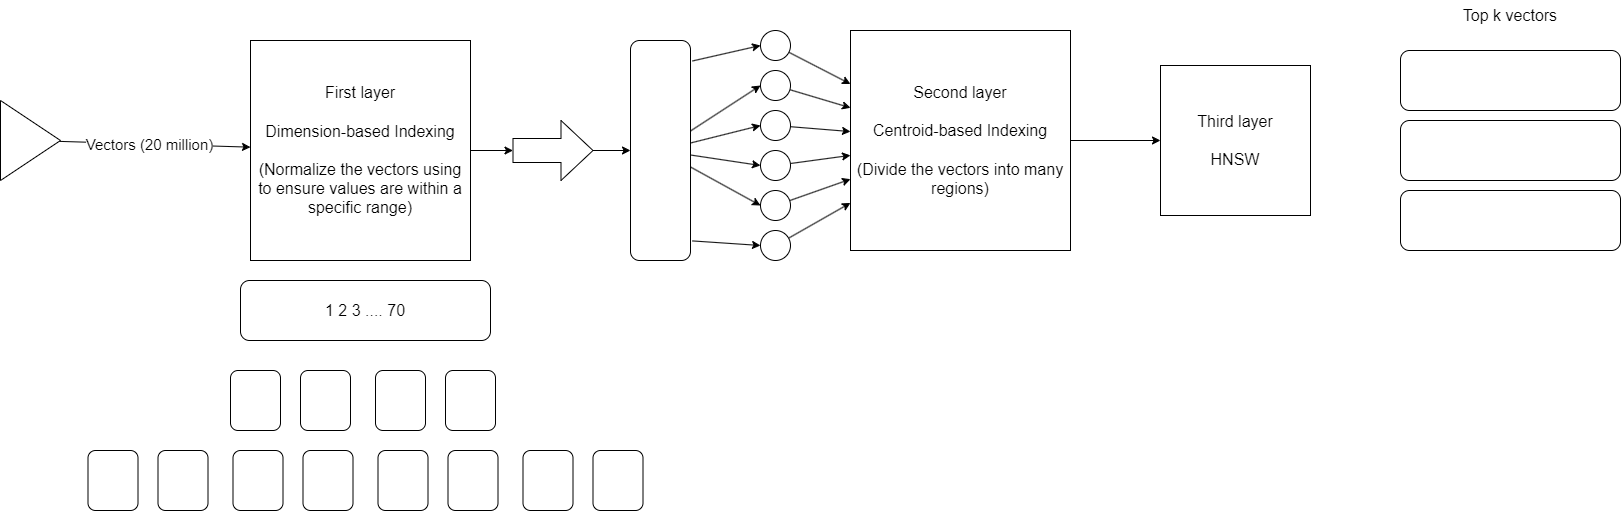 Top k vectors
Vectors (20 million)
First layer
Dimension-based Indexing
(Normalize the vectors using
to ensure values are within a
specific range)
Second layer
Centroid-based Indexing
(Divide the vectors into many
regions)
Third layer
HNSW
1 2 3 .... 70